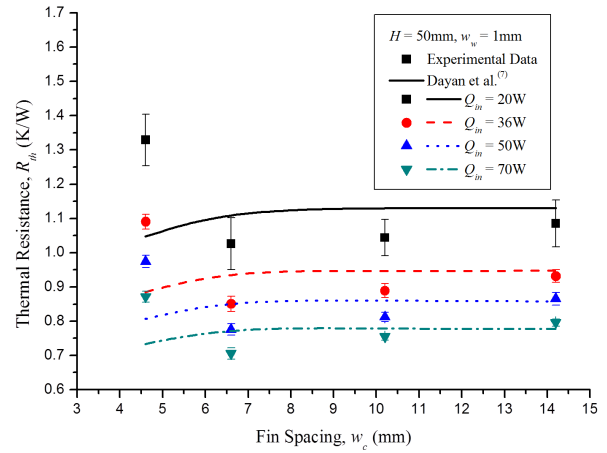 H = 50mm, w_w = 1mm
Experimental Data
Dayan et al.(7)
Q_in = 20W
Q_in = 36W
Q_in = 50W
Q_in = 70W
Thermal Resistance, R_th (K/W)
1.7
1.6
1.5
1.4
1.3
1.2
1.1
1.0
0.9
0.8
0.7
0.6
3 4 5 6 7 8 9 10 11 12 13 14 15
Fin Spacing, w_c (mm)